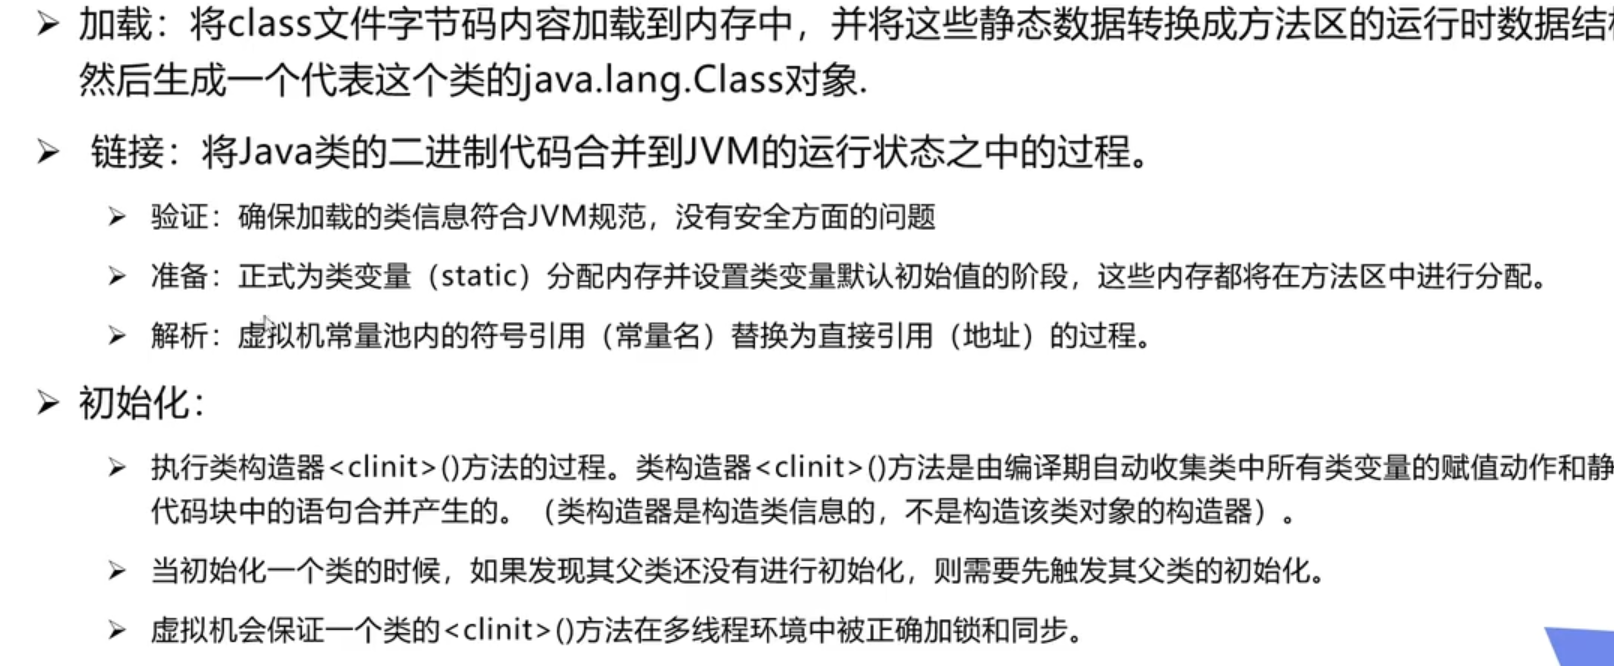 ➢ 加载：将class文件字节码内容加载到内存中，并将这些静态数据转换成方法区的运行时数据结
然后生成一个代表这个类的java.lang.Class对象.
➢ 链接：将Java类的二进制代码合并到JVM的运行状态之中的过程。
➢ 验证：确保加载的类信息符合JVM规范，没有安全方面的问题
➢ 准备：正式为类变量（static）分配内存并设置类变量默认初始值的阶段，这些内存都将在方法区中进行分配。
➢ 解析：虚拟机常量池内的符号引用（常量名）替换为直接引用（地址）的过程。
➢ 初始化：
➢ 执行类构造器<clinit>()方法的过程。类构造器<clinit>()方法是由编译期自动收集类中所有类变量的赋值动作和静
代码块中的语句合并产生的。（类构造器是构造类信息的，不是构造该类对象的构造器）。
➢ 当初始化一个类的时候，如果发现其父类还没有进行初始化，则需要先触发其父类的初始化。
➢ 虚拟机会保证一个类的<clinit>()方法在多线程环境中被正确加锁和同步。